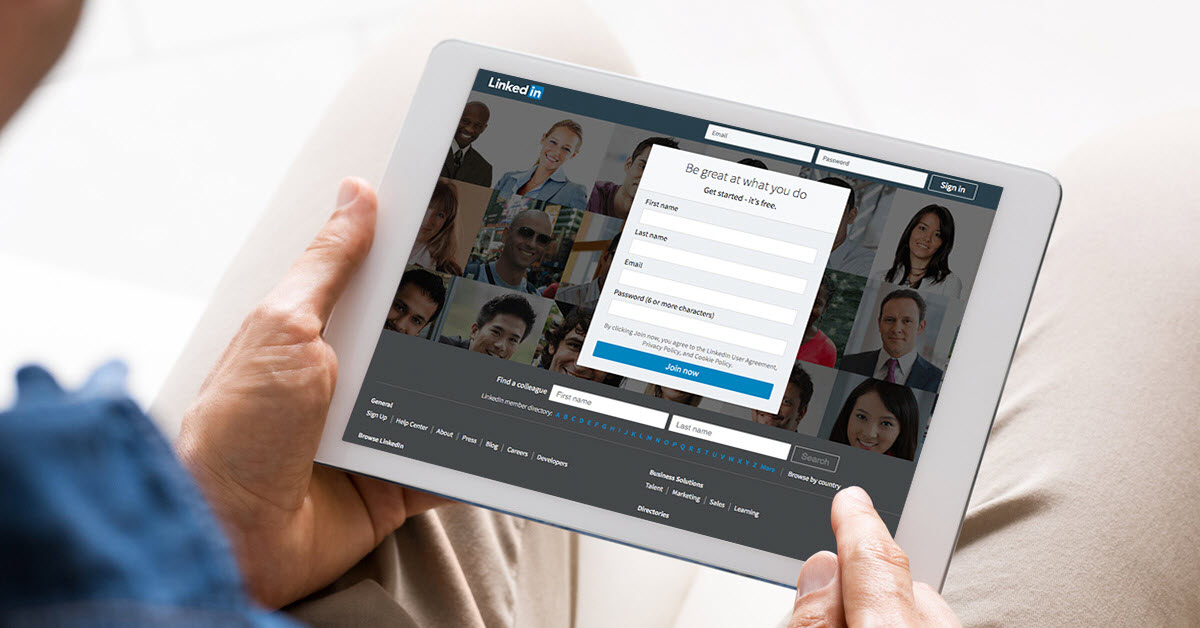 Linked in
Email
Password
Sign in
Be great at what you do
Get started - it's free.
First name
Last name
Email
Password (6 or more characters)
By clicking Join now, you agree to the LinkedIn User Agreement,
Privacy Policy, and Cookie Policy.
Join now
Find a colleague
First name
Last name
Search
LinkedIn member directory:
A B C D E F G H I J K L M N O P Q R S T U V W X Y Z More
Browse by country
General
Sign Up | Help Center | About | Press | Blog | Careers | Developers
Browse LinkedIn
Business Solutions
Talent | Marketing | Sales | Learning
Directories